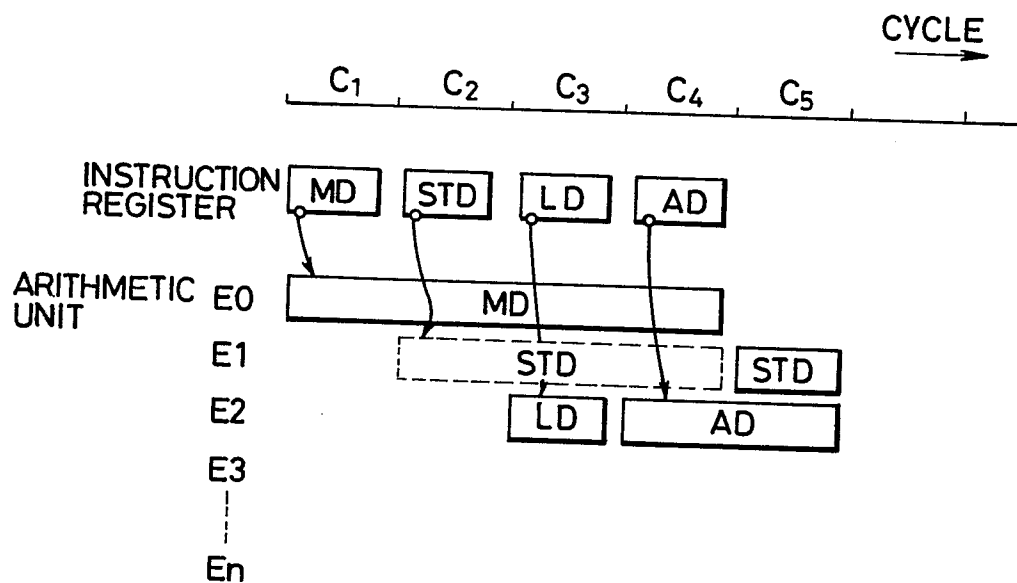 CYCLE
C1 C2 C3 C4 C5
INSTRUCTION
REGISTER
MD STD LD AD
ARITHMETIC
UNIT
E0 MD
E1 STD STD
E2 LD AD
E3
En